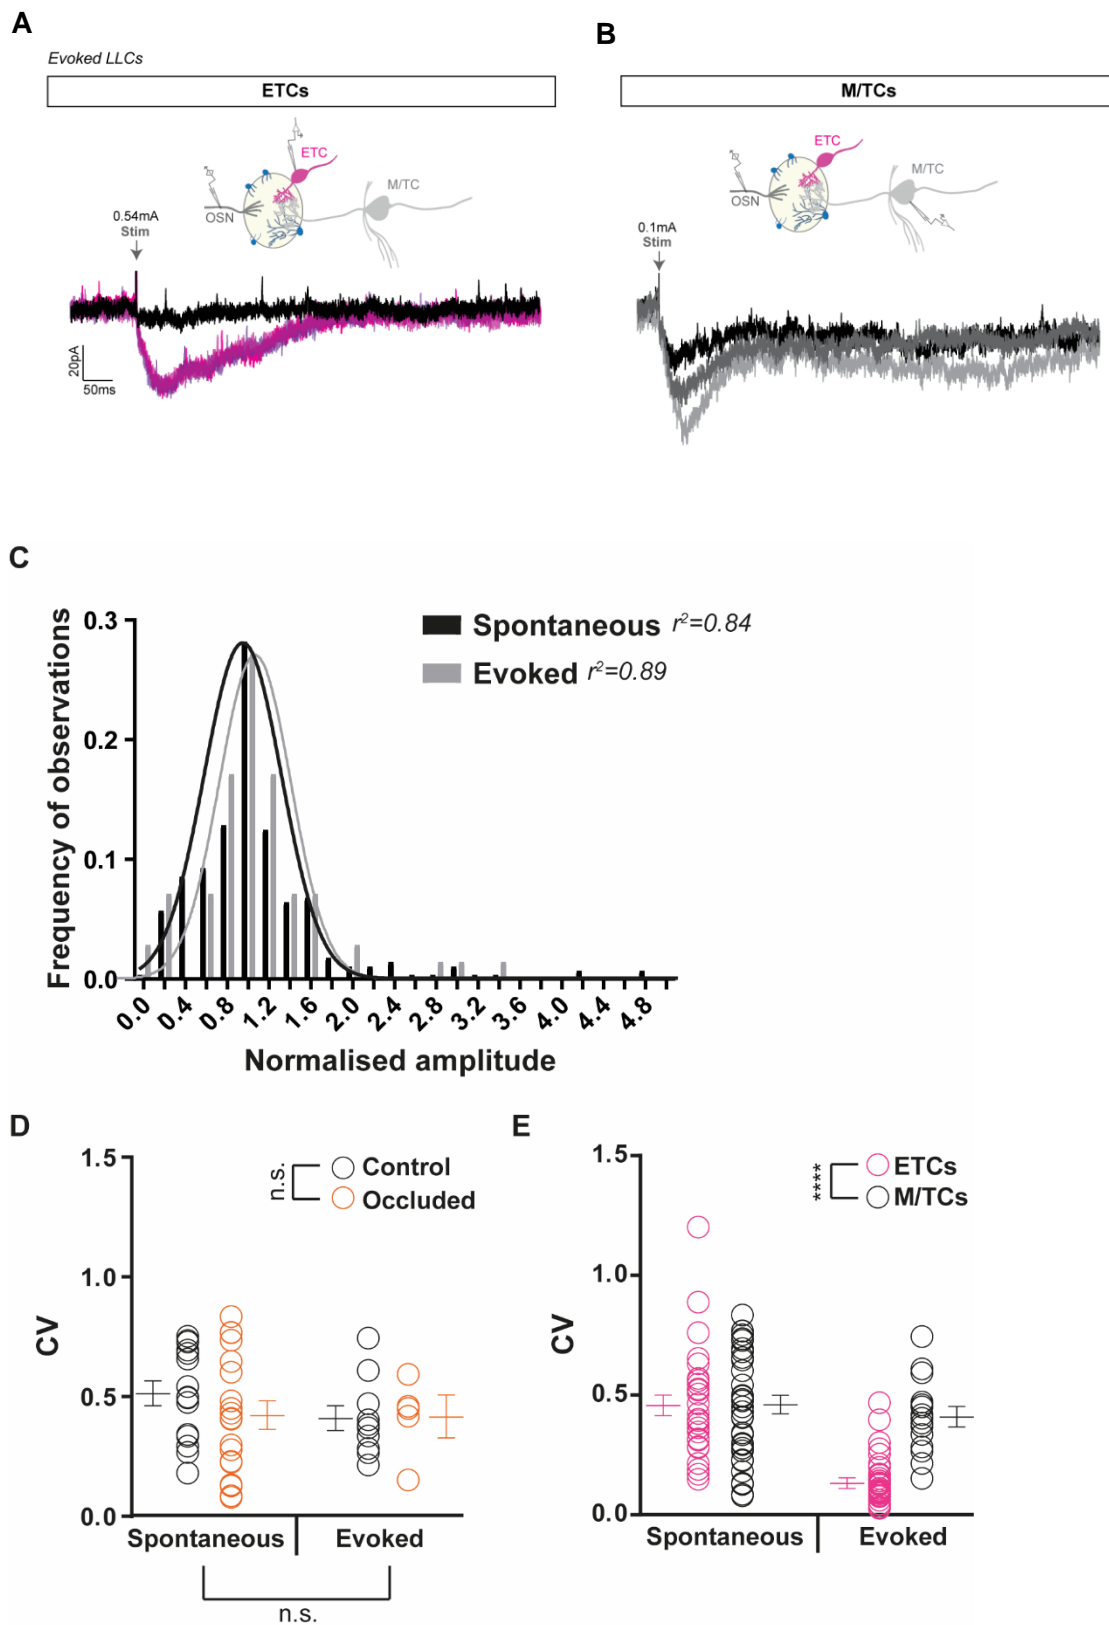 A
Evoked LLCs
ETCs
ETC
M/TC
OSN
0.54mA
Stim
20pA
50ms
B
M/TCs
ETC
M/TC
OSN
0.1mA
Stim
C
Frequency of observations
0.3
0.2
0.1
0.0
Spontaneous r²=0.84
Evoked r²=0.89
0.0 0.4 0.8 1.2 1.6 2.0 2.4 2.8 3.2 3.6 4.0 4.4 4.8
Normalised amplitude
D
CV
1.5
1.0
0.5
0.0
n.s.
Control
Occluded
Spontaneous
Evoked
n.s.
E
CV
1.5
1.0
0.5
0.0
****
ETCs
M/TCs
Spontaneous
Evoked